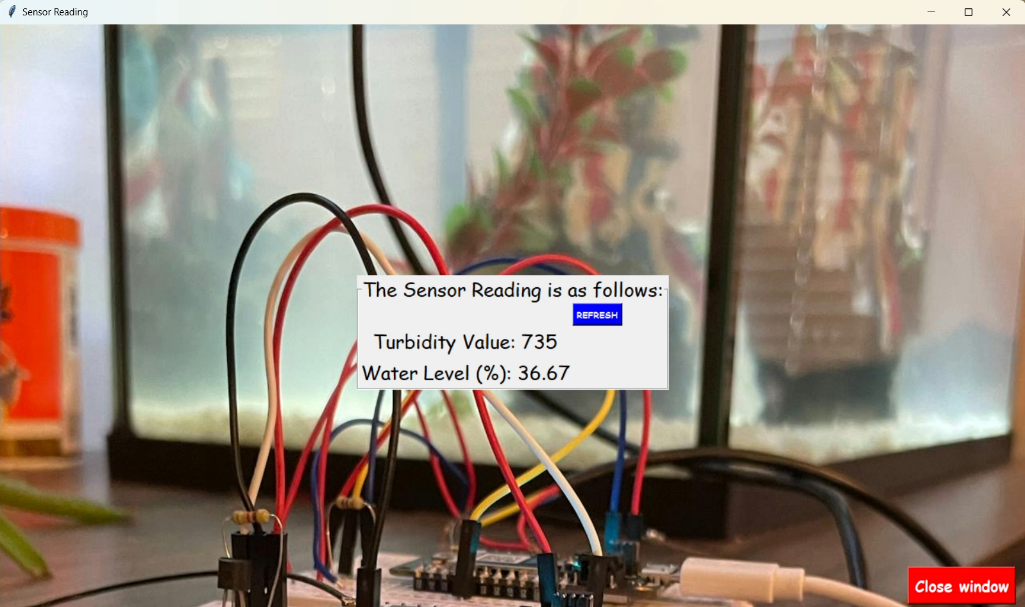 Sensor Reading
The Sensor Reading is as follows:
REFRESH
Turbidity Value: 735
Water Level (%): 36.67
Close window